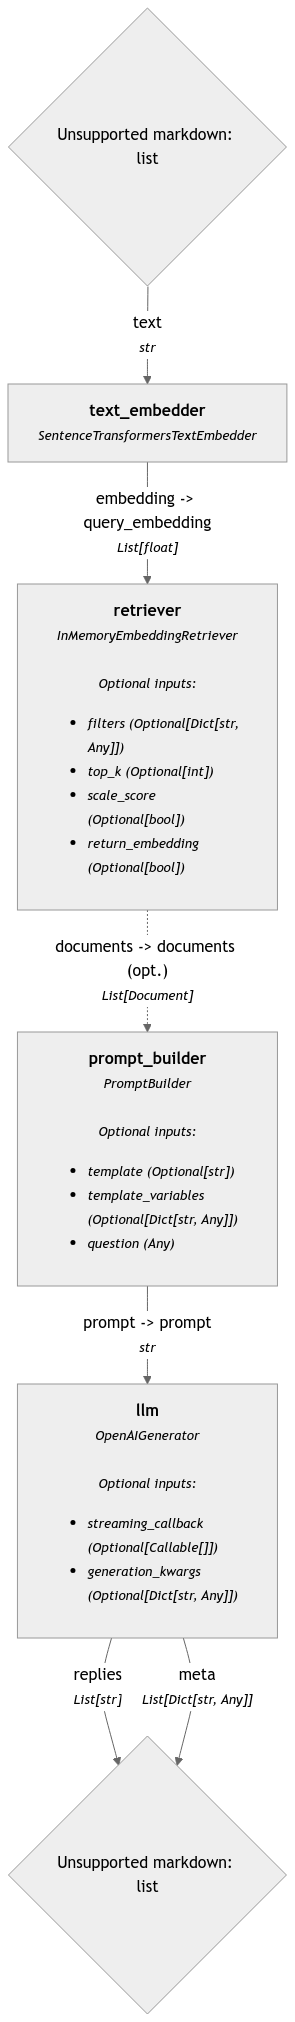 Unsupported markdown:
list
text
str
text_embedder
SentenceTransformersTextEmbedder
embedding ->
query_embedding
List[float]
retriever
InMemoryEmbeddingRetriever
Optional inputs:
• filters (Optional[Dict[str,
Any]])
• top_k (Optional[int])
• scale_score
(Optional[bool])
• return_embedding
(Optional[bool])
documents -> documents
(opt.)
List[Document]
prompt_builder
PromptBuilder
Optional inputs:
• template (Optional[str])
• template_variables
(Optional[Dict[str, Any]])
• question (Any)
prompt -> prompt
str
llm
OpenAIGenerator
Optional inputs:
• streaming_callback
(Optional[Callable[]])
• generation_kwargs
(Optional[Dict[str, Any]])
replies
List[str]
meta
List[Dict[str, Any]]
Unsupported markdown:
list